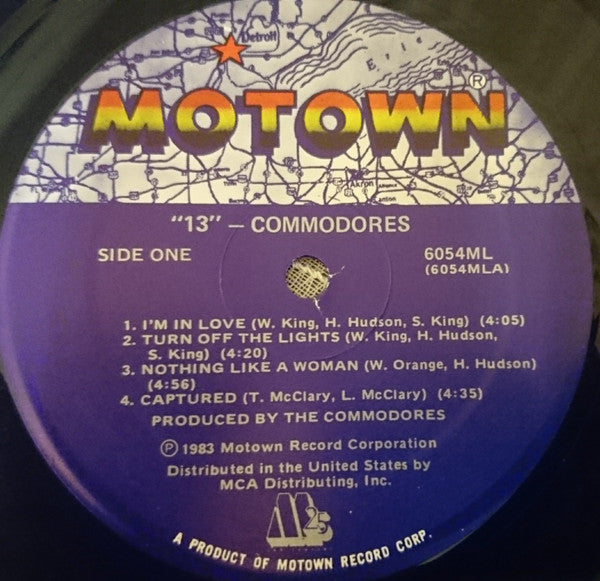 Detroit
Erie
MOTOWN®
Akron
Canton
"13" – COMMODORES
SIDE ONE
6054ML
(6054MLA)
1. I'M IN LOVE (W. King, H. Hudson, S. King) (4:05)
2. TURN OFF THE LIGHTS (W. King, H. Hudson,
S. King) (4:20)
3. NOTHING LIKE A WOMAN (W. Orange, H. Hudson)
(4:56)
4. CAPTURED (T. McClary, L. McClary) (4:35)
PRODUCED BY THE COMMODORES
℗ 1983 Motown Record Corporation
Distributed in the United States by
MCA Distributing, Inc.
M25
A PRODUCT OF MOTOWN RECORD CORP.